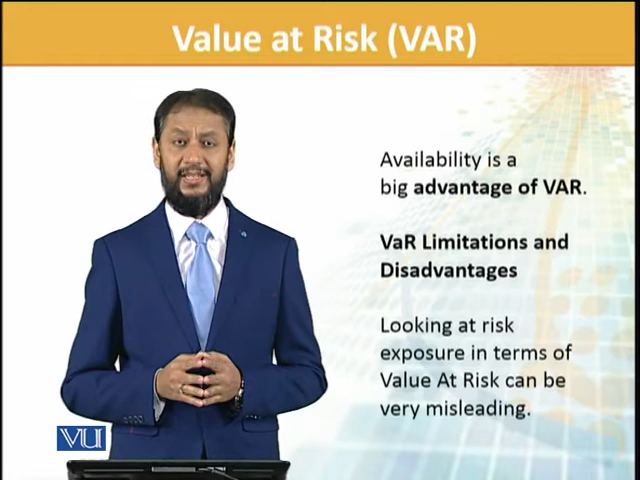 Value at Risk (VAR)
Availability is a
big advantage of VAR.
VaR Limitations and
Disadvantages
Looking at risk
exposure in terms of
Value At Risk can be
very misleading.
VU